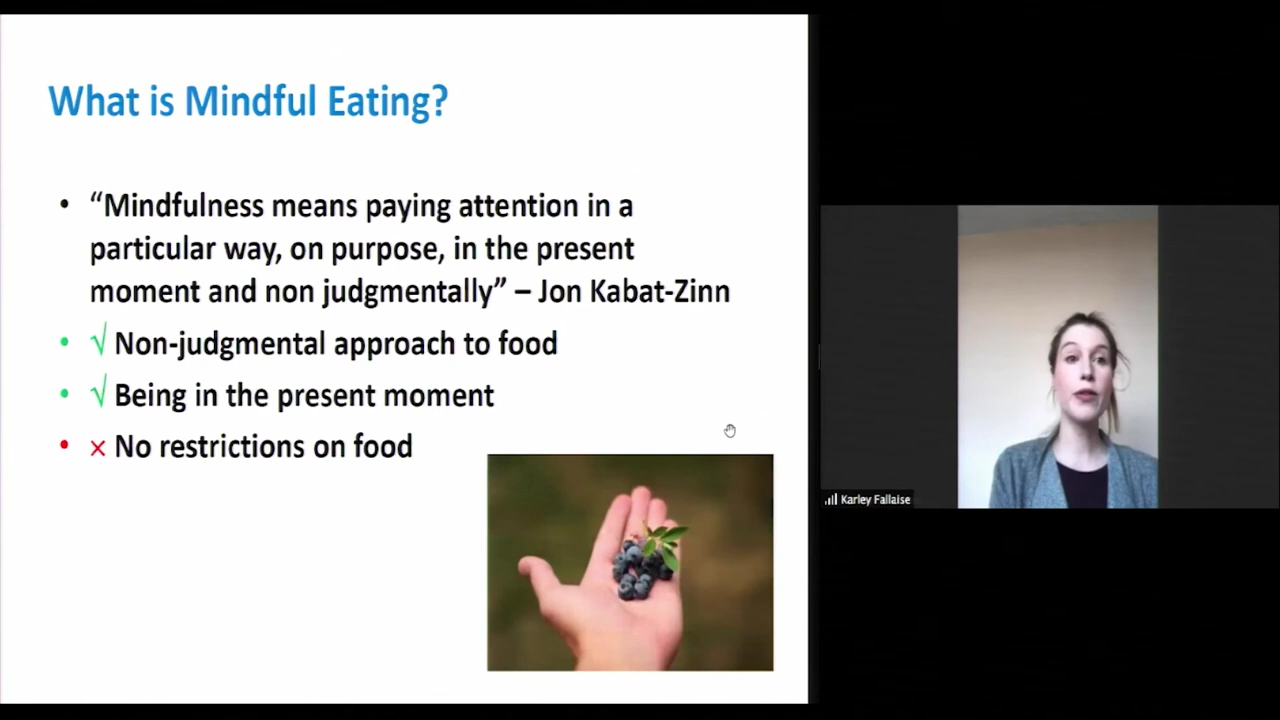 What is Mindful Eating?
• “Mindfulness means paying attention in a
particular way, on purpose, in the present
moment and non judgmentally” – Jon Kabat-Zinn
• √ Non-judgmental approach to food
• √ Being in the present moment
• × No restrictions on food
Karley Fallaise